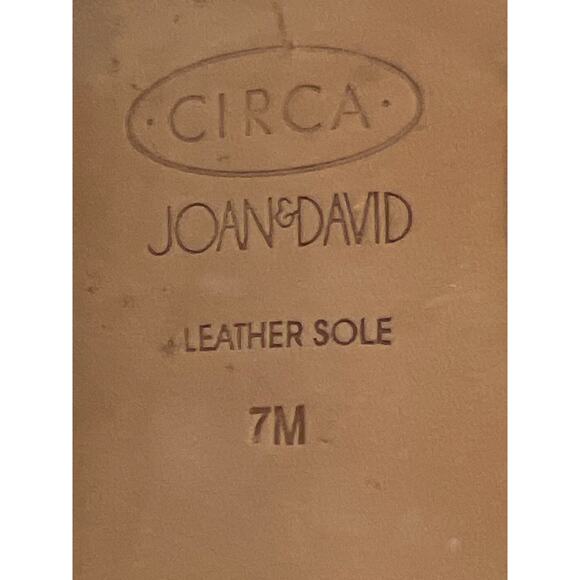 · CIRCA ·
JOAN&DAVID
LEATHER SOLE
7M